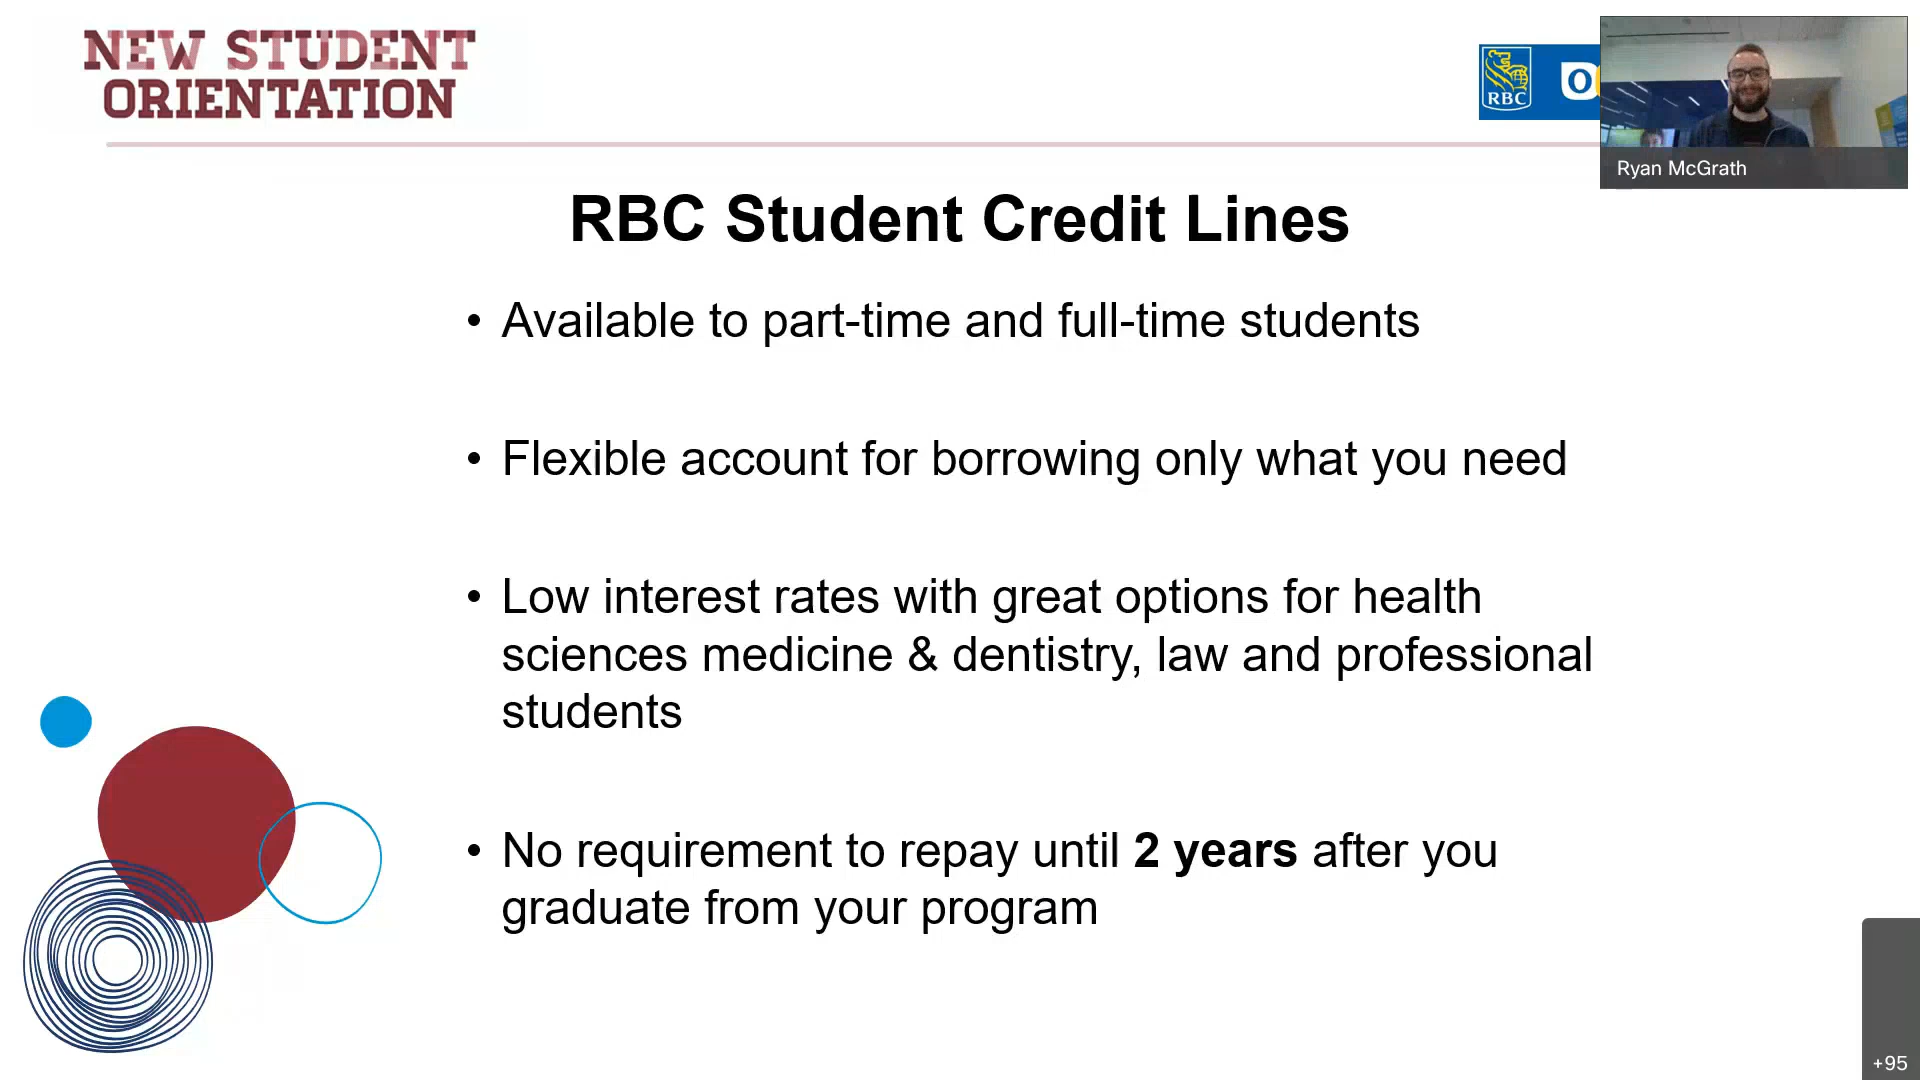 NEW STUDENT
ORIENTATION
RBC
Ryan McGrath
RBC Student Credit Lines
• Available to part-time and full-time students
• Flexible account for borrowing only what you need
• Low interest rates with great options for health
sciences medicine & dentistry, law and professional
students
• No requirement to repay until 2 years after you
graduate from your program
+95